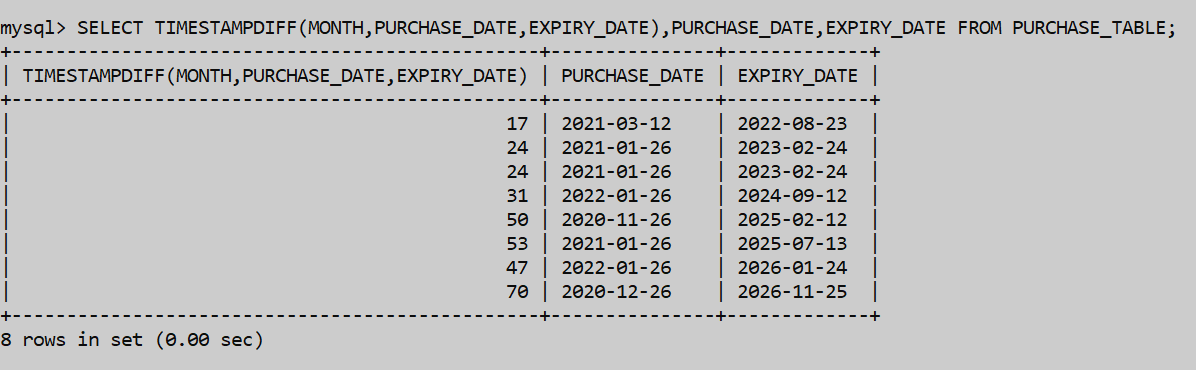 mysql> SELECT TIMESTAMPDIFF(MONTH,PURCHASE_DATE,EXPIRY_DATE),PURCHASE_DATE,EXPIRY_DATE FROM PURCHASE_TABLE;
+------------------------------------------------+---------------+-------------+
| TIMESTAMPDIFF(MONTH,PURCHASE_DATE,EXPIRY_DATE) | PURCHASE_DATE | EXPIRY_DATE |
+------------------------------------------------+---------------+-------------+
|                                             17 | 2021-03-12    | 2022-08-23  |
|                                             24 | 2021-01-26    | 2023-02-24  |
|                                             24 | 2021-01-26    | 2023-02-24  |
|                                             31 | 2022-01-26    | 2024-09-12  |
|                                             50 | 2020-11-26    | 2025-02-12  |
|                                             53 | 2021-01-26    | 2025-07-13  |
|                                             47 | 2022-01-26    | 2026-01-24  |
|                                             70 | 2020-12-26    | 2026-11-25  |
+------------------------------------------------+---------------+-------------+
8 rows in set (0.00 sec)